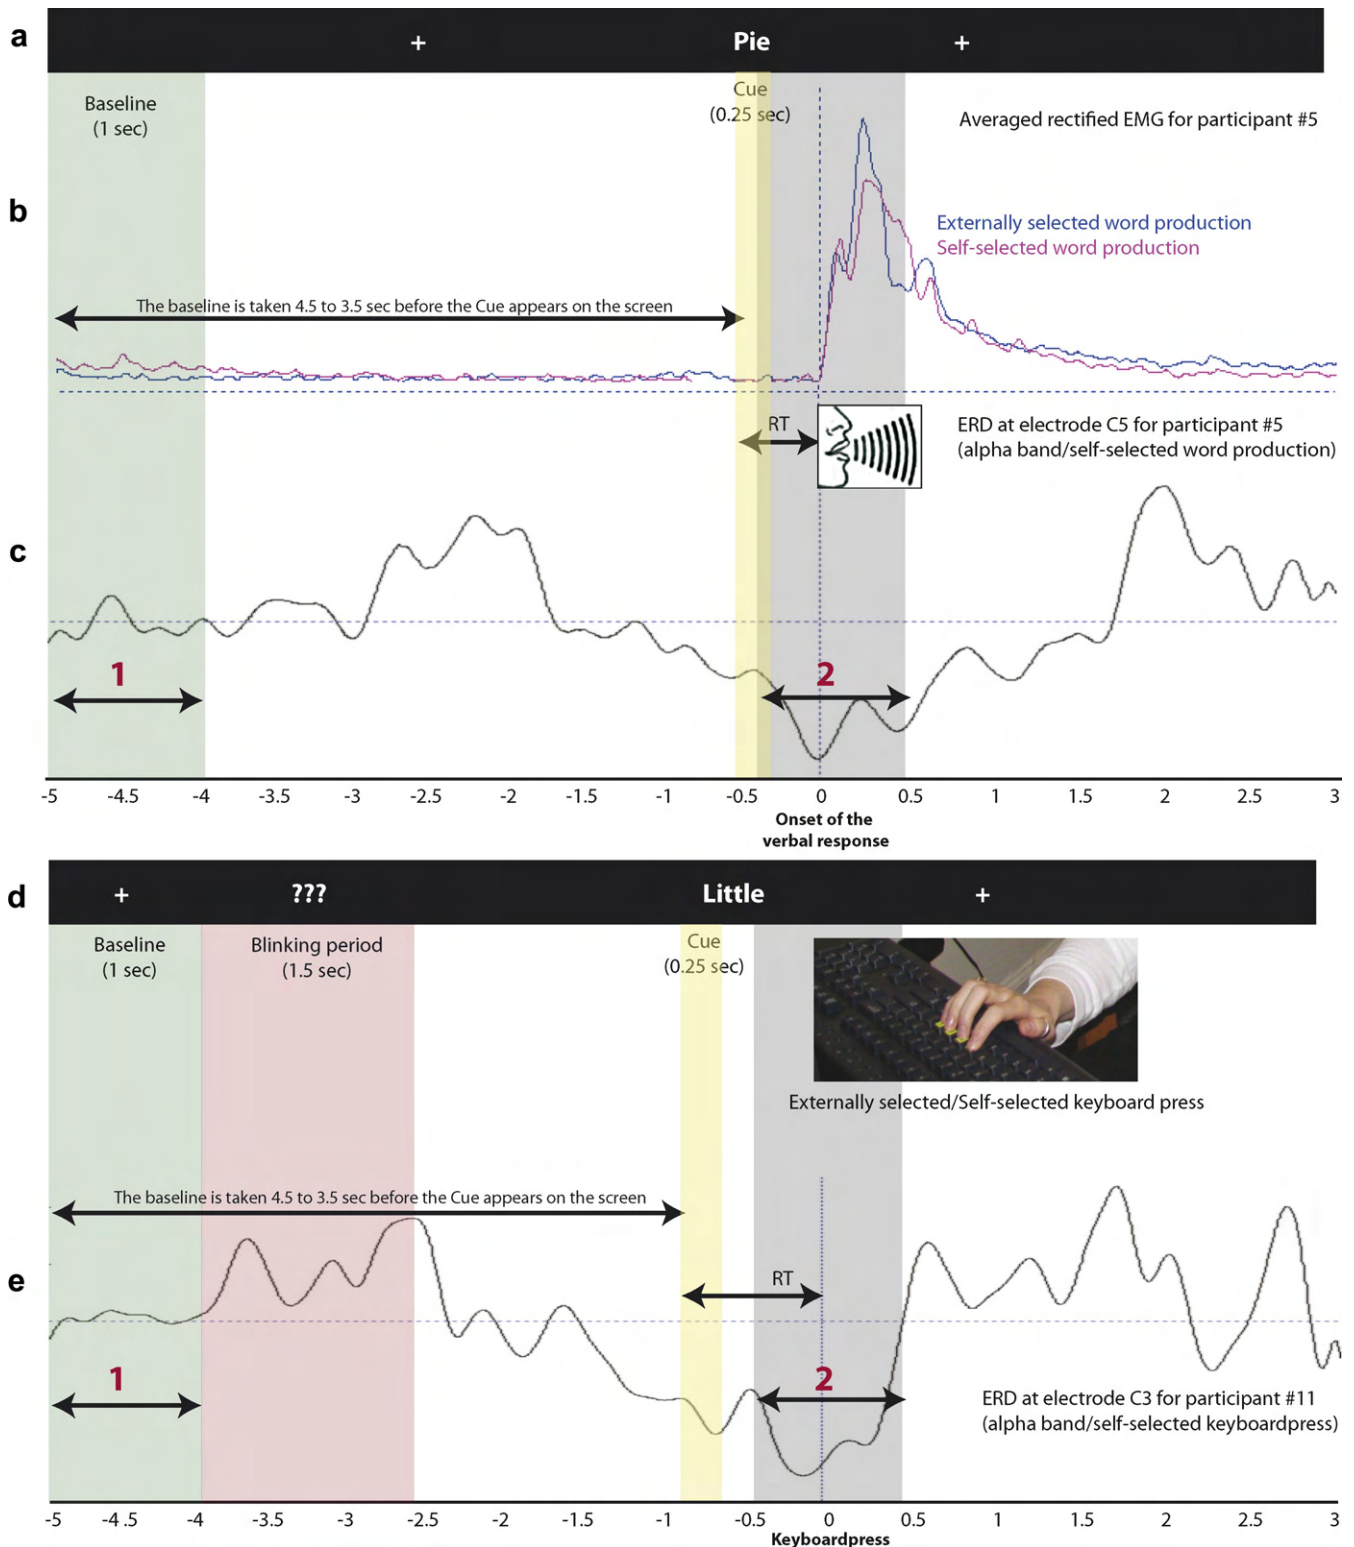 a
+ Pie +
Baseline
(1 sec)
Cue
(0.25 sec)
Averaged rectified EMG for participant #5
b
Externally selected word production
Self-selected word production
The baseline is taken 4.5 to 3.5 sec before the Cue appears on the screen
RT
ERD at electrode C5 for participant #5
(alpha band/self-selected word production)
c
1
2
-5 -4.5 -4 -3.5 -3 -2.5 -2 -1.5 -1 -0.5 0 0.5 1 1.5 2 2.5 3
Onset of the
verbal response
d
+ ??? Little +
Baseline
(1 sec)
Blinking period
(1.5 sec)
Cue
(0.25 sec)
Externally selected/Self-selected keyboard press
The baseline is taken 4.5 to 3.5 sec before the Cue appears on the screen
e
RT
1
2
ERD at electrode C3 for participant #11
(alpha band/self-selected keyboardpress)
-5 -4.5 -4 -3.5 -3 -2.5 -2 -1.5 -1 -0.5 0 0.5 1 1.5 2 2.5 3
Keyboardpress